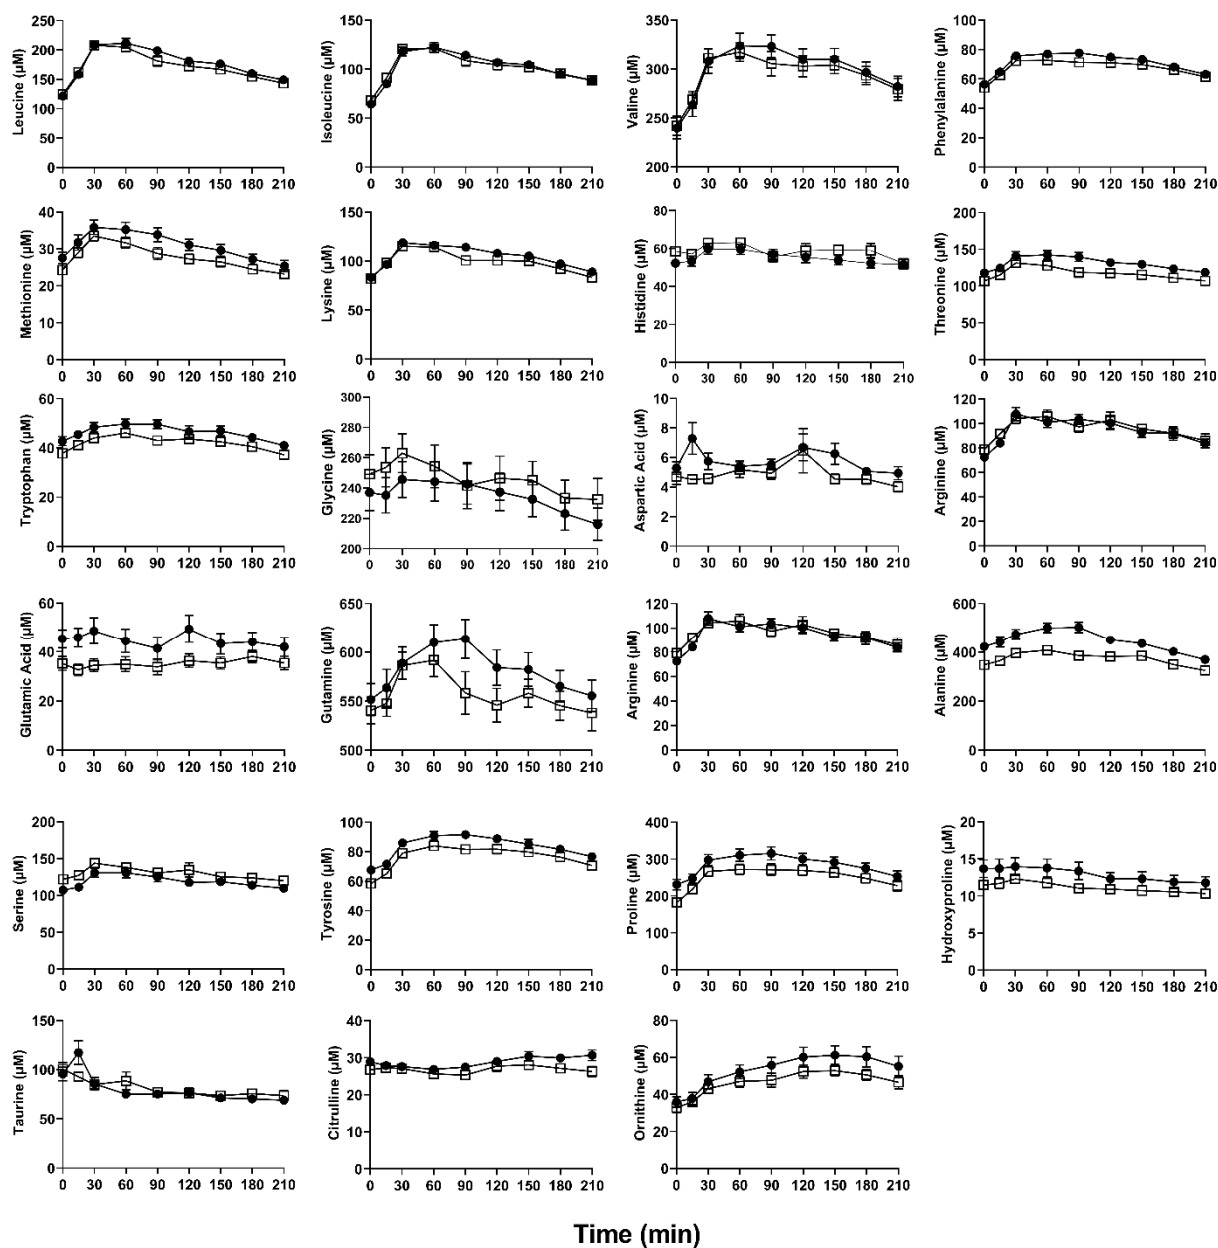 Leucine (µM)
250
200
150
100
50
0
0 30 60 90 120 150 180 210
Isoleucine (µM)
150
100
50
0
0 30 60 90 120 150 180 210
Valine (µM)
350
300
250
200
0 30 60 90 120 150 180 210
Phenylalanine (µM)
100
80
60
40
20
0
0 30 60 90 120 150 180 210
Methionine (µM)
40
30
20
10
0
0 30 60 90 120 150 180 210
Lysine (µM)
150
100
50
0
0 30 60 90 120 150 180 210
Histidine (µM)
80
60
40
20
0
0 30 60 90 120 150 180 210
Threonine (µM)
200
150
100
50
0
0 30 60 90 120 150 180 210
Tryptophan (µM)
60
40
20
0
0 30 60 90 120 150 180 210
Glycine (µM)
300
280
260
240
220
200
0 30 60 90 120 150 180 210
Aspartic Acid (µM)
10
8
6
4
2
0
0 30 60 90 120 150 180 210
Arginine (µM)
120
100
80
60
40
20
0
0 30 60 90 120 150 180 210
Glutamic Acid (µM)
60
40
20
0
0 30 60 90 120 150 180 210
Gutamine (µM)
650
600
550
500
0 30 60 90 120 150 180 210
Arginine (µM)
120
100
80
60
40
20
0
0 30 60 90 120 150 180 210
Alanine (µM)
600
400
200
0
0 30 60 90 120 150 180 210
Serine (µM)
200
150
100
50
0
0 30 60 90 120 150 180 210
Tyrosine (µM)
100
80
60
40
20
0
0 30 60 90 120 150 180 210
Proline (µM)
400
300
200
100
0
0 30 60 90 120 150 180 210
Hydroxyproline (µM)
20
15
10
5
0
0 30 60 90 120 150 180 210
Taurine (µM)
150
100
50
0
0 30 60 90 120 150 180 210
Citrulline (µM)
40
30
20
10
0
0 30 60 90 120 150 180 210
Ornithine (µM)
80
60
40
20
0
0 30 60 90 120 150 180 210
Time (min)